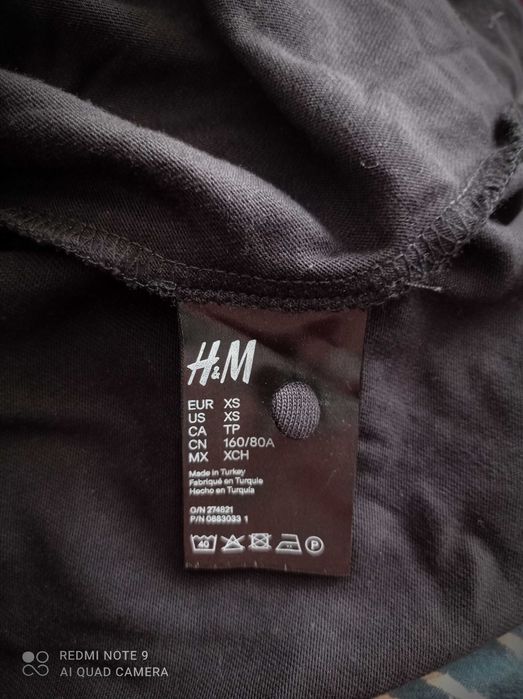 H&M
EUR XS
US XS
CA TP
CN 160/80A
MX XCH
Made in Turkey
Fabriqué en Turquie
Hecho en Turquía
O/N 274821
P/N 0883033 1
40 P
REDMI NOTE 9
AI QUAD CAMERA